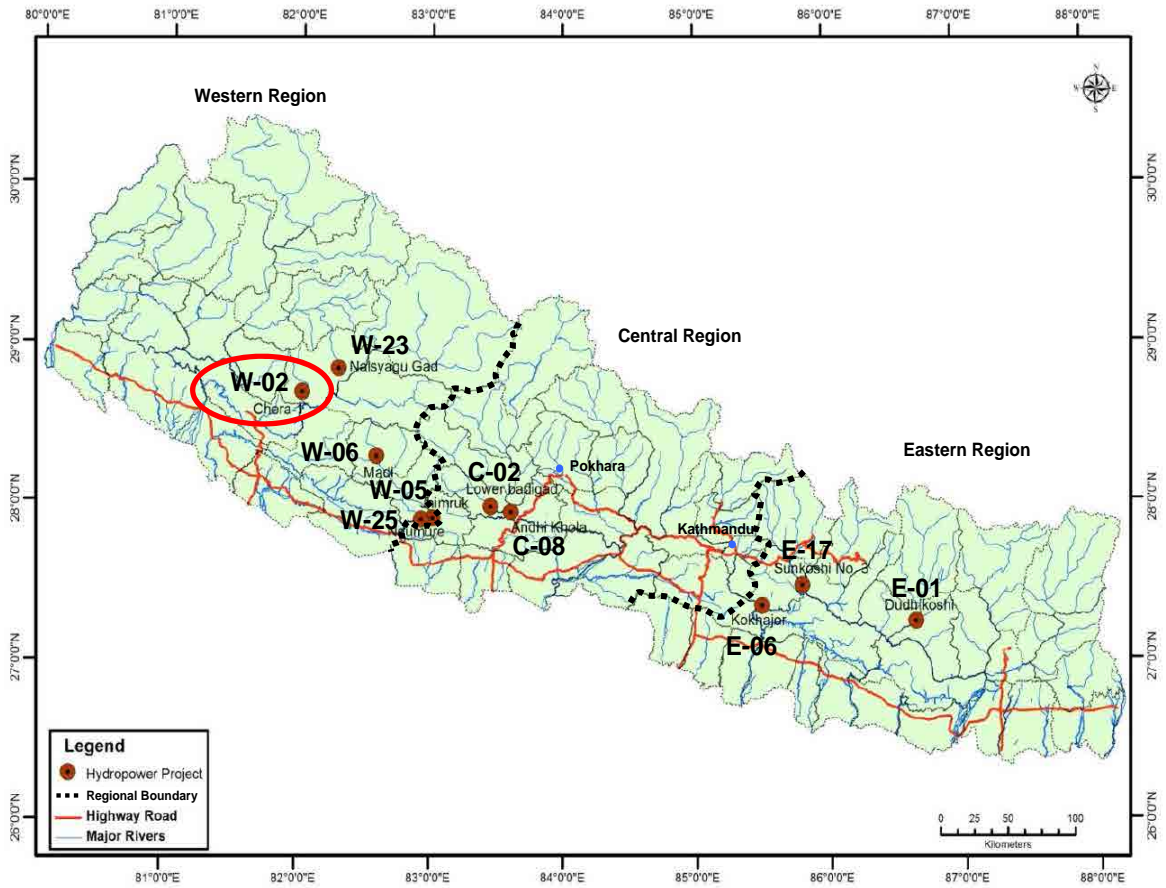 80°0'0"E 81°0'0"E 82°0'0"E 83°0'0"E 84°0'0"E 85°0'0"E 86°0'0"E 87°0'0"E 88°0'0"E
N
W E
S
Western Region
30°0'0"N 30°0'0"N
Central Region
29°0'0"N 29°0'0"N
W-23
Nalsyagu Gad
W-02
Chera-1
Eastern Region
W-06
Madi
C-02
Pokhara
Lower badigad
28°0'0"N 28°0'0"N
W-05
W-25
Andhi Khola
C-08
Kathmandu
E-17
Sunkoshi No. 3
E-01
Dudhkoshi
Kokhajor
E-06
27°0'0"N 27°0'0"N
Legend
Hydropower Project
Regional Boundary
Highway Road
Major Rivers
26°0'0"N 26°0'0"N
0 25 50 100
Kilometers
81°0'0"E 82°0'0"E 83°0'0"E 84°0'0"E 85°0'0"E 86°0'0"E 87°0'0"E 88°0'0"E